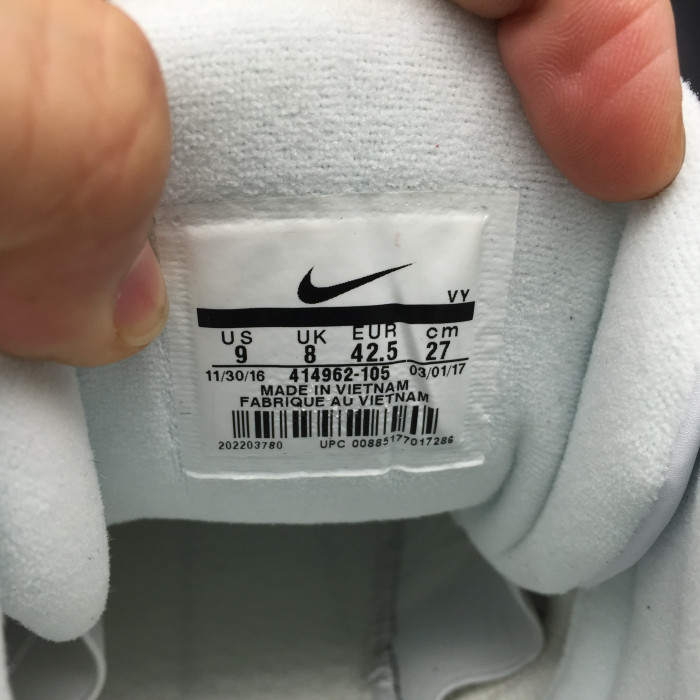 VY
US UK EUR cm
9 8 42.5 27
11/30/16 414962-105 03/01/17
MADE IN VIETNAM
FABRIQUE AU VIETNAM
202203780 UPC 00885177017286